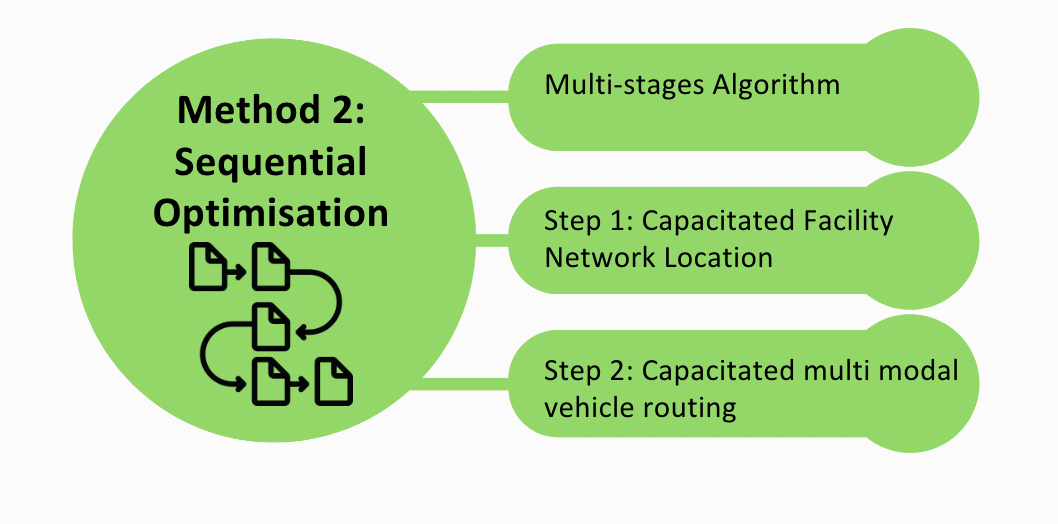 Method 2:
Sequential
Optimisation
Multi-stages Algorithm
Step 1: Capacitated Facility
Network Location
Step 2: Capacitated multi modal
vehicle routing